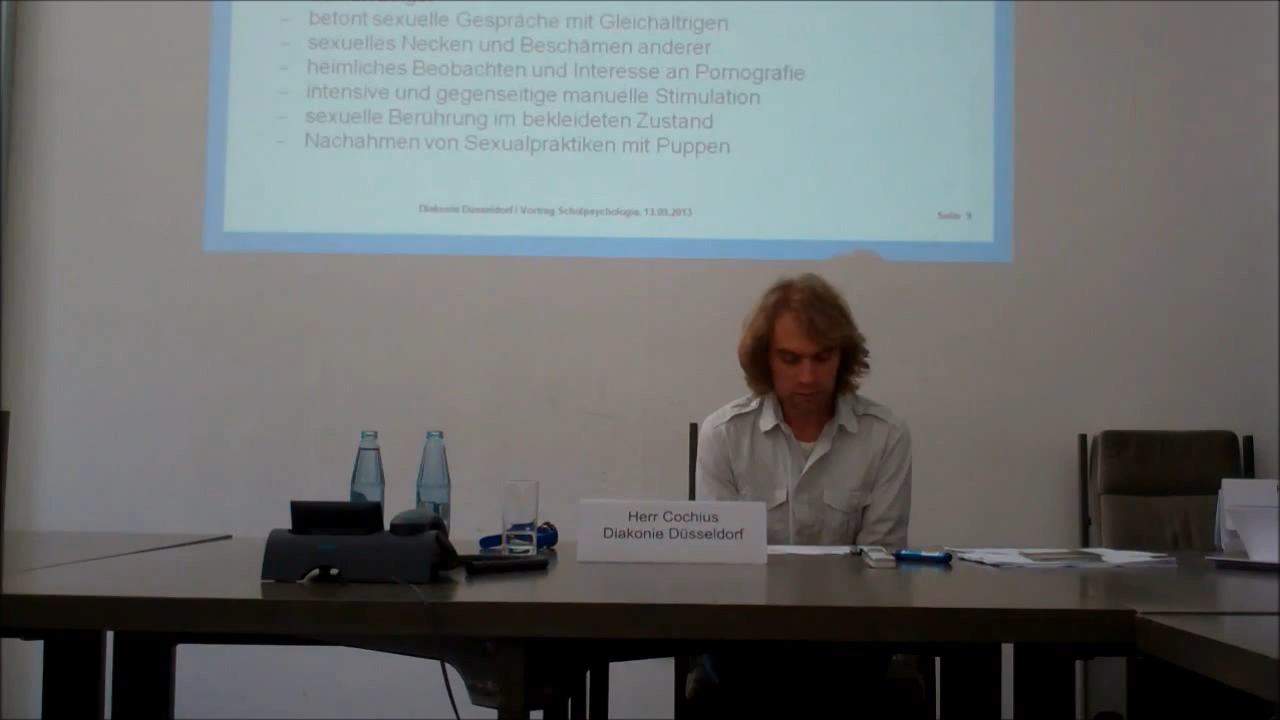 – betont sexuelle Gespräche mit Gleichaltrigen
– sexuelles Necken und Beschämen anderer
– heimliches Beobachten und Interesse an Pornografie
– intensive und gegenseitige manuelle Stimulation
– sexuelle Berührung im bekleideten Zustand
– Nachahmen von Sexualpraktiken mit Puppen
Diakonie Düsseldorf | Vortrag Schulpsychologie, 13.09.2013
Seite 9
Herr Cochius
Diakonie Düsseldorf